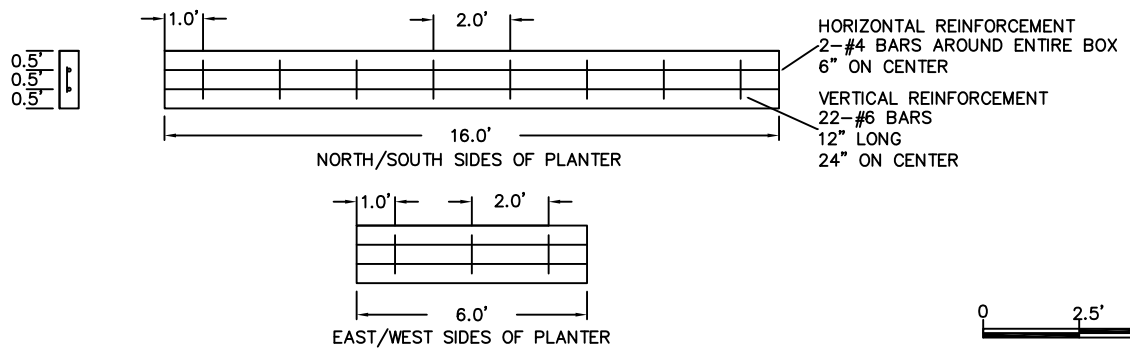 1.0' 2.0'
HORIZONTAL REINFORCEMENT
2-#4 BARS AROUND ENTIRE BOX
6" ON CENTER
0.5'
0.5'
0.5'
VERTICAL REINFORCEMENT
22-#6 BARS
12" LONG
24" ON CENTER
16.0'
NORTH/SOUTH SIDES OF PLANTER
1.0' 2.0'
6.0'
EAST/WEST SIDES OF PLANTER
0 2.5'